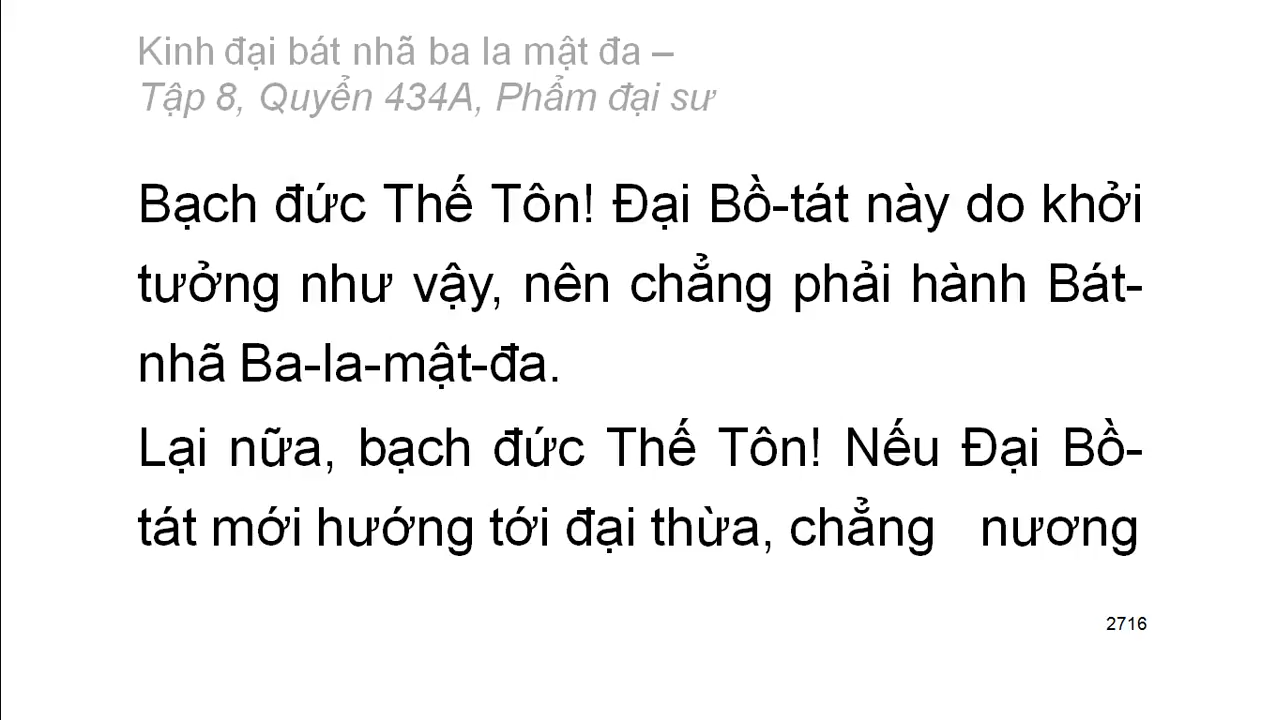 Kinh đại bát nhã ba la mật đa –
Tập 8, Quyển 434A, Phẩm đại sư
Bạch đức Thế Tôn! Đại Bồ-tát này do khởi
tưởng như vậy, nên chẳng phải hành Bát-
nhã Ba-la-mật-đa.
Lại nữa, bạch đức Thế Tôn! Nếu Đại Bồ-
tát mới hướng tới đại thừa, chẳng nương
2716